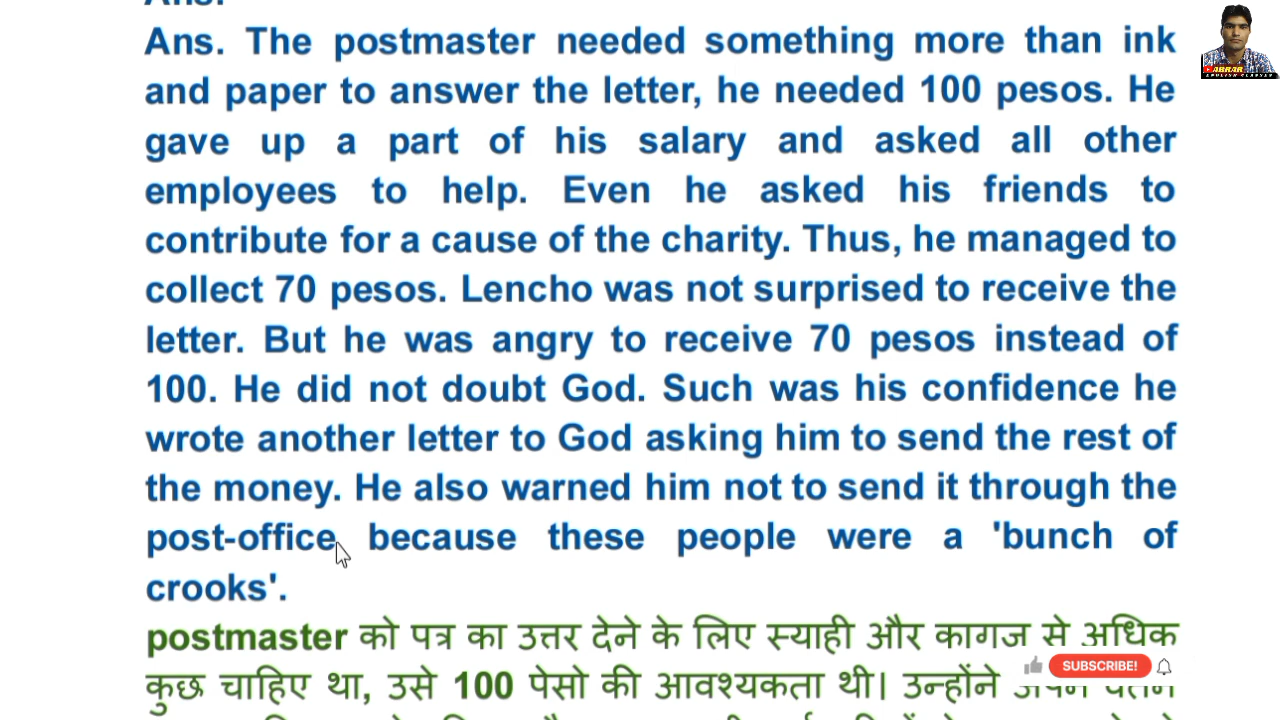 Ans. The postmaster needed something more than ink
and paper to answer the letter, he needed 100 pesos. He
gave up a part of his salary and asked all other
employees to help. Even he asked his friends to
contribute for a cause of the charity. Thus, he managed to
collect 70 pesos. Lencho was not surprised to receive the
letter. But he was angry to receive 70 pesos instead of
100. He did not doubt God. Such was his confidence he
wrote another letter to God asking him to send the rest of
the money. He also warned him not to send it through the
post-office because these people were a 'bunch of
crooks'.
postmaster को पत्र का उत्तर देने के लिए स्याही और कागज से अधिक
कुछ चाहिए था, उसे 100 पेसो की आवश्यकता थी। उन्होंने
SUBSCRIBE!
ABRAR
ENGLISH CLASSES